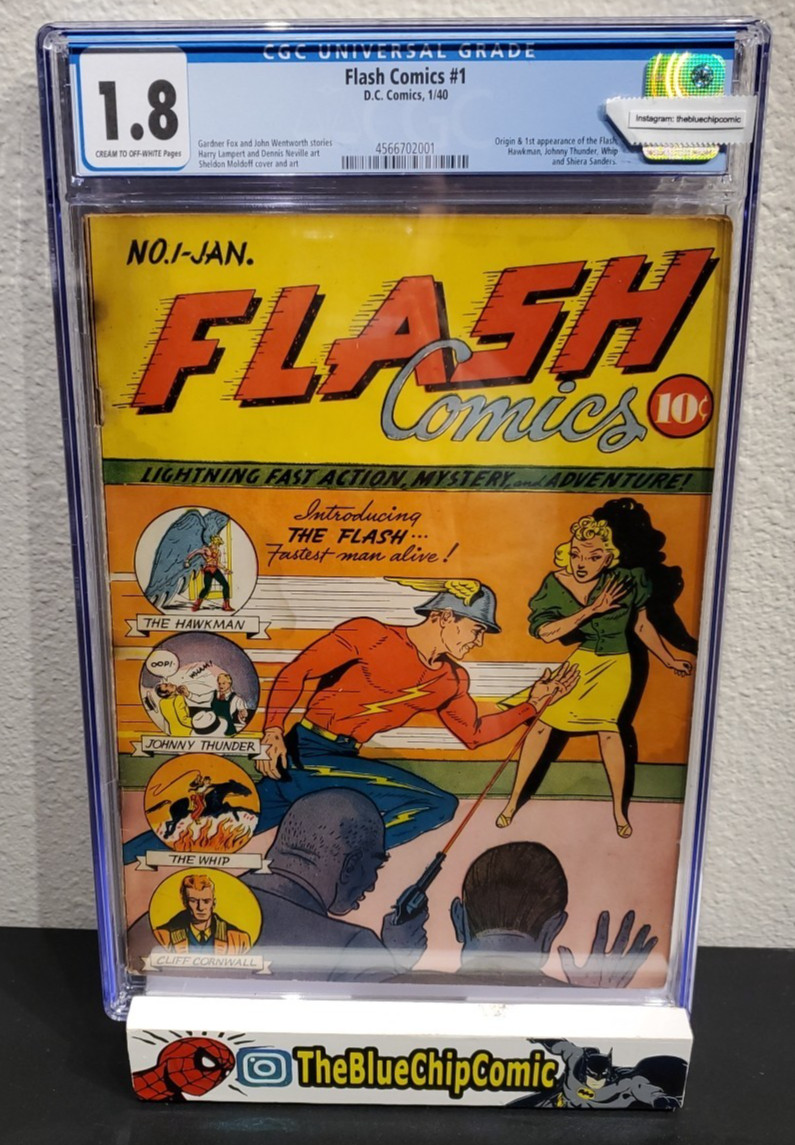 CGC UNIVERSAL GRADE
1.8
CREAM TO OFF-WHITE Pages
Flash Comics #1
D.C. Comics, 1/40
Gardner Fox and John Wentworth stories
Harry Lampert and Dennis Neville art
Sheldon Moldoff cover and art
4566702001
Origin & 1st appearance of the Flash,
Hawkman, Johnny Thunder, Whip
and Shiera Sanders.
Instagram: thebluechipcomic
NO.1-JAN.
FLASH
Comics
10¢
LIGHTNING FAST ACTION, MYSTERY, and ADVENTURE!
Introducing
THE FLASH...
Fastest man alive!
THE HAWKMAN
OOP!
WHAM!
JOHNNY THUNDER
THE WHIP
CLIFF CORNWALL
TheBlueChipComic